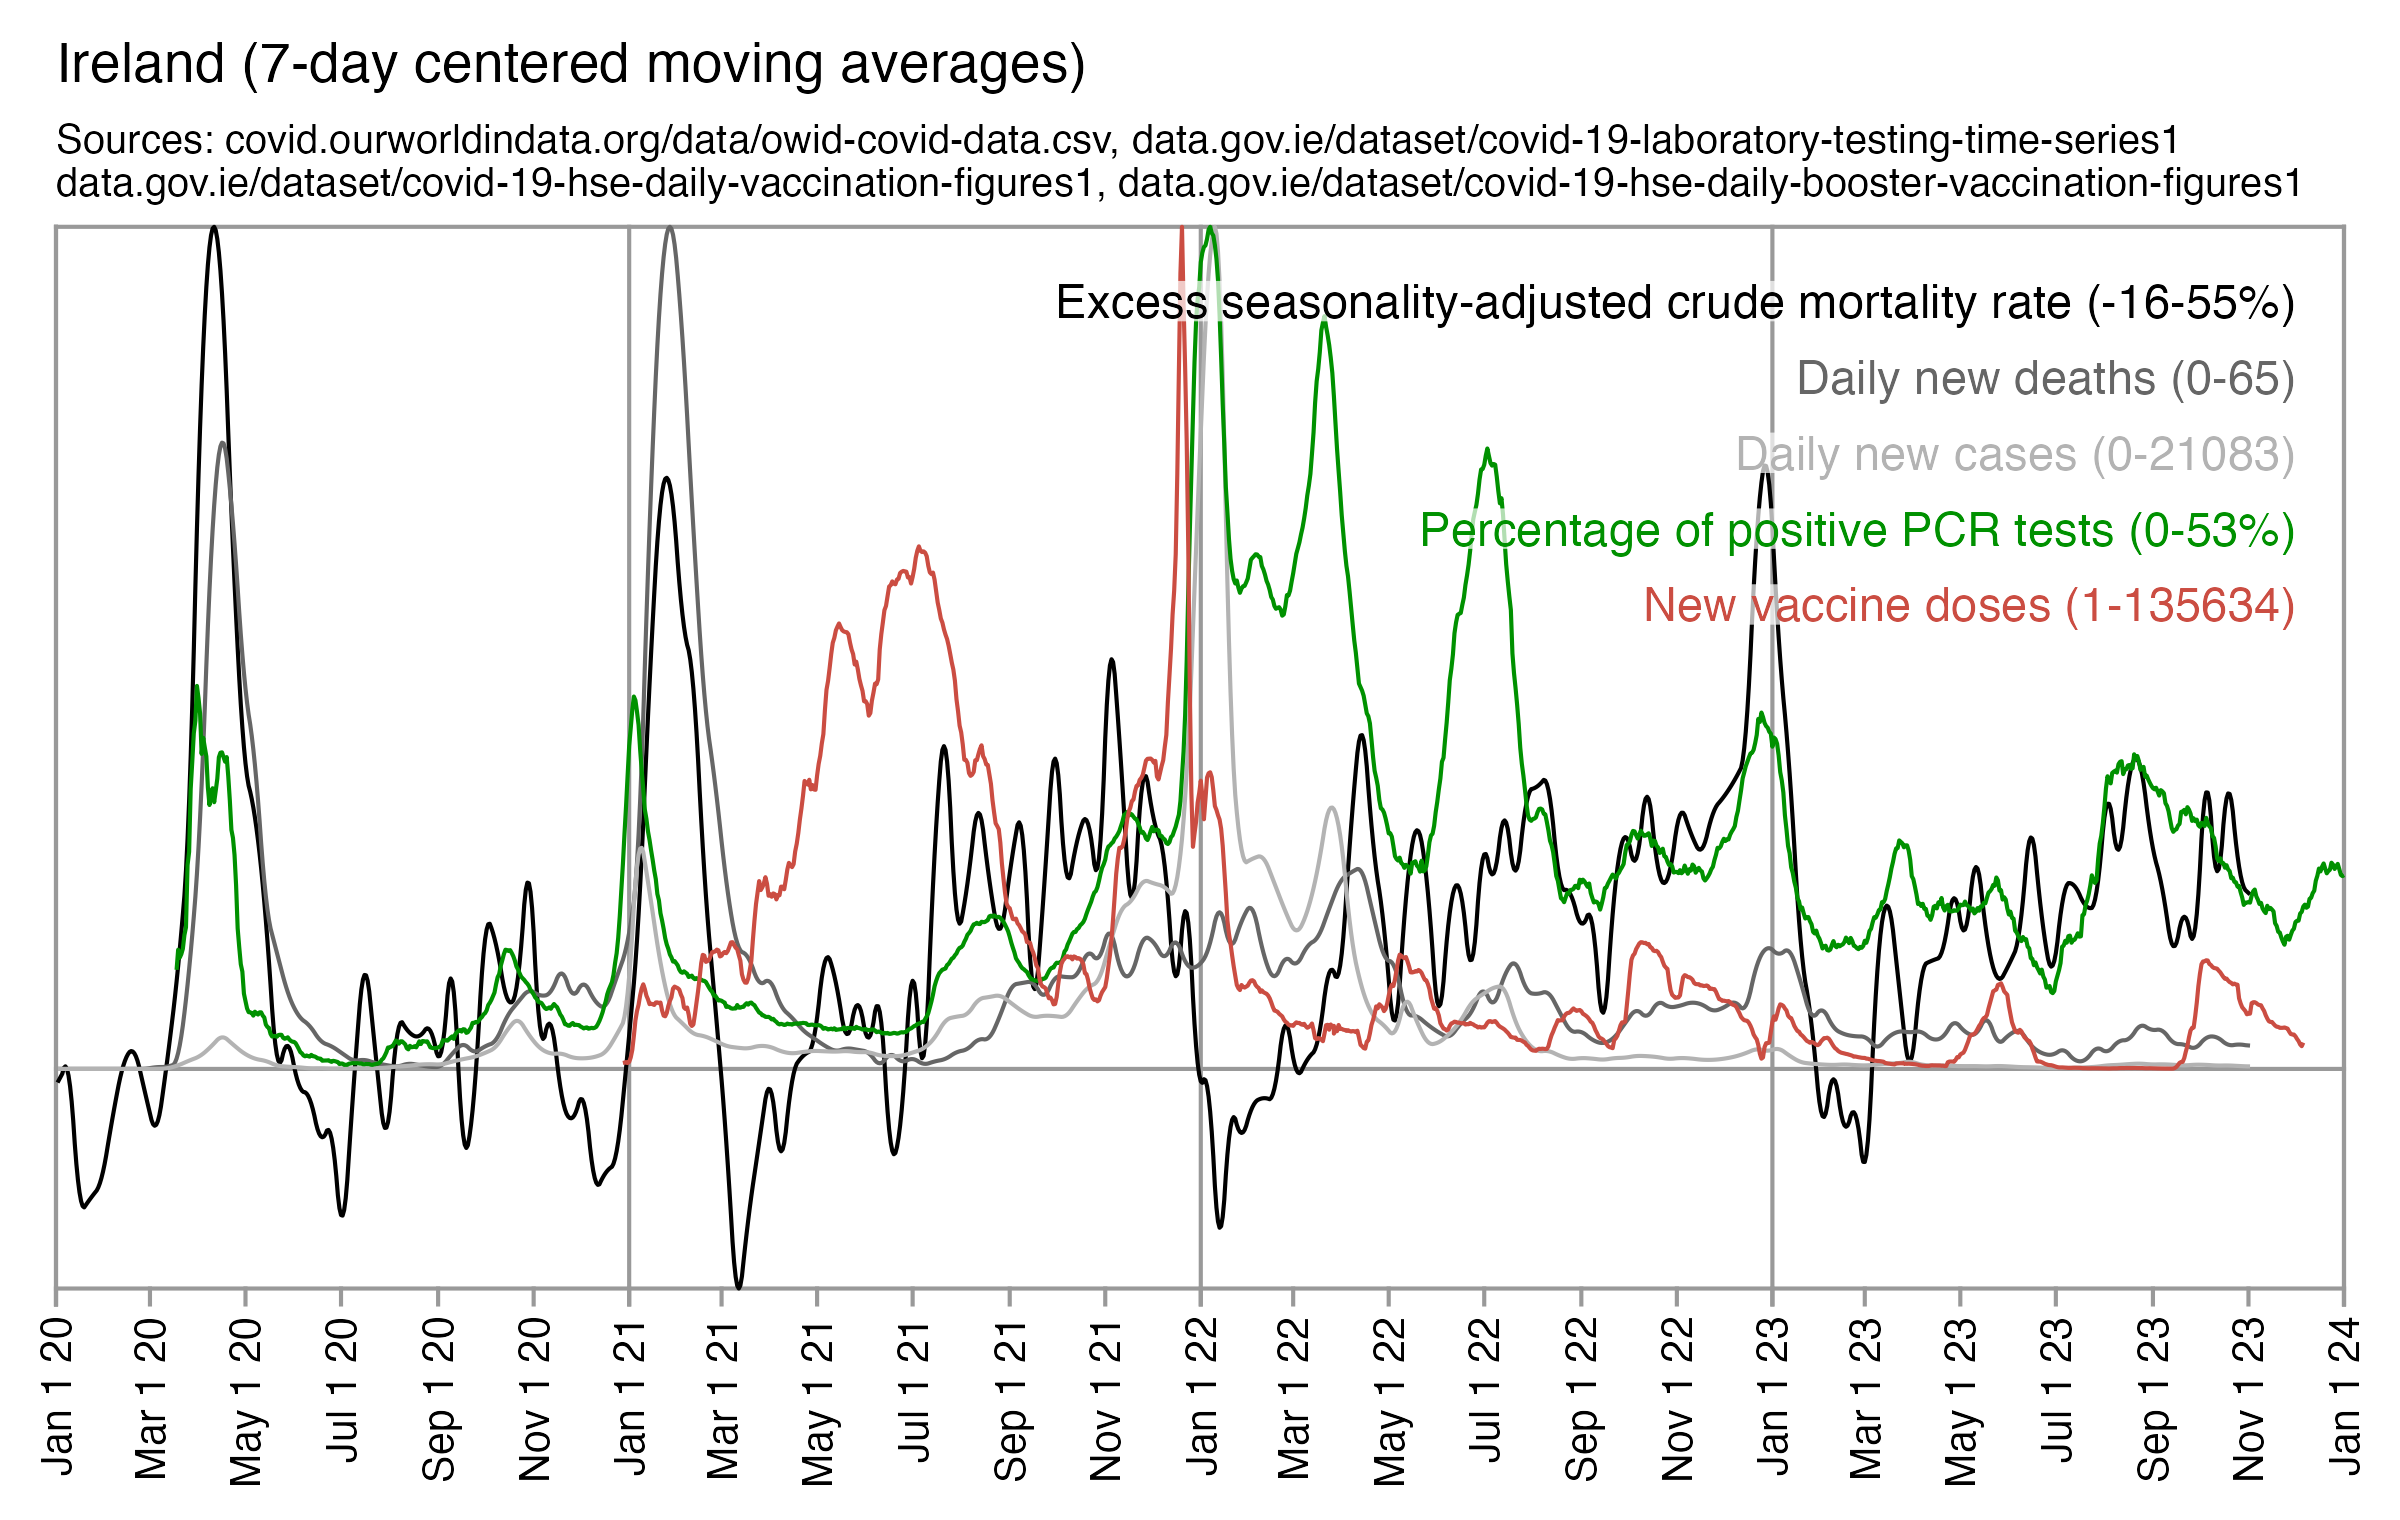 Ireland (7-day centered moving averages)
Sources: covid.ourworldindata.org/data/owid-covid-data.csv, data.gov.ie/dataset/covid-19-laboratory-testing-time-series1
data.gov.ie/dataset/covid-19-hse-daily-vaccination-figures1, data.gov.ie/dataset/covid-19-hse-daily-booster-vaccination-figures1
Excess seasonality-adjusted crude mortality rate (-16-55%)
Daily new deaths (0-65)
Daily new cases (0-21083)
Percentage of positive PCR tests (0-53%)
New vaccine doses (1-135634)
Jan 1 20
Mar 1 20
May 1 20
Jul 1 20
Sep 1 20
Nov 1 20
Jan 1 21
Mar 1 21
May 1 21
Jul 1 21
Sep 1 21
Nov 1 21
Jan 1 22
Mar 1 22
May 1 22
Jul 1 22
Sep 1 22
Nov 1 22
Jan 1 23
Mar 1 23
May 1 23
Jul 1 23
Sep 1 23
Nov 1 23
Jan 1 24